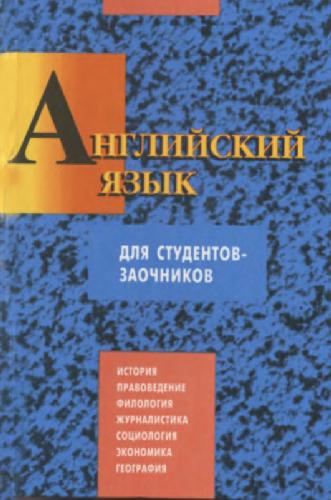 Английский
язык
ДЛЯ СТУДЕНТОВ-
ЗАОЧНИКОВ
ИСТОРИЯ
ПРАВОВЕДЕНИЕ
ФИЛОЛОГИЯ
ЖУРНАЛИСТИКА
СОЦИОЛОГИЯ
ЭКОНОМИКА
ГЕОГРАФИЯ